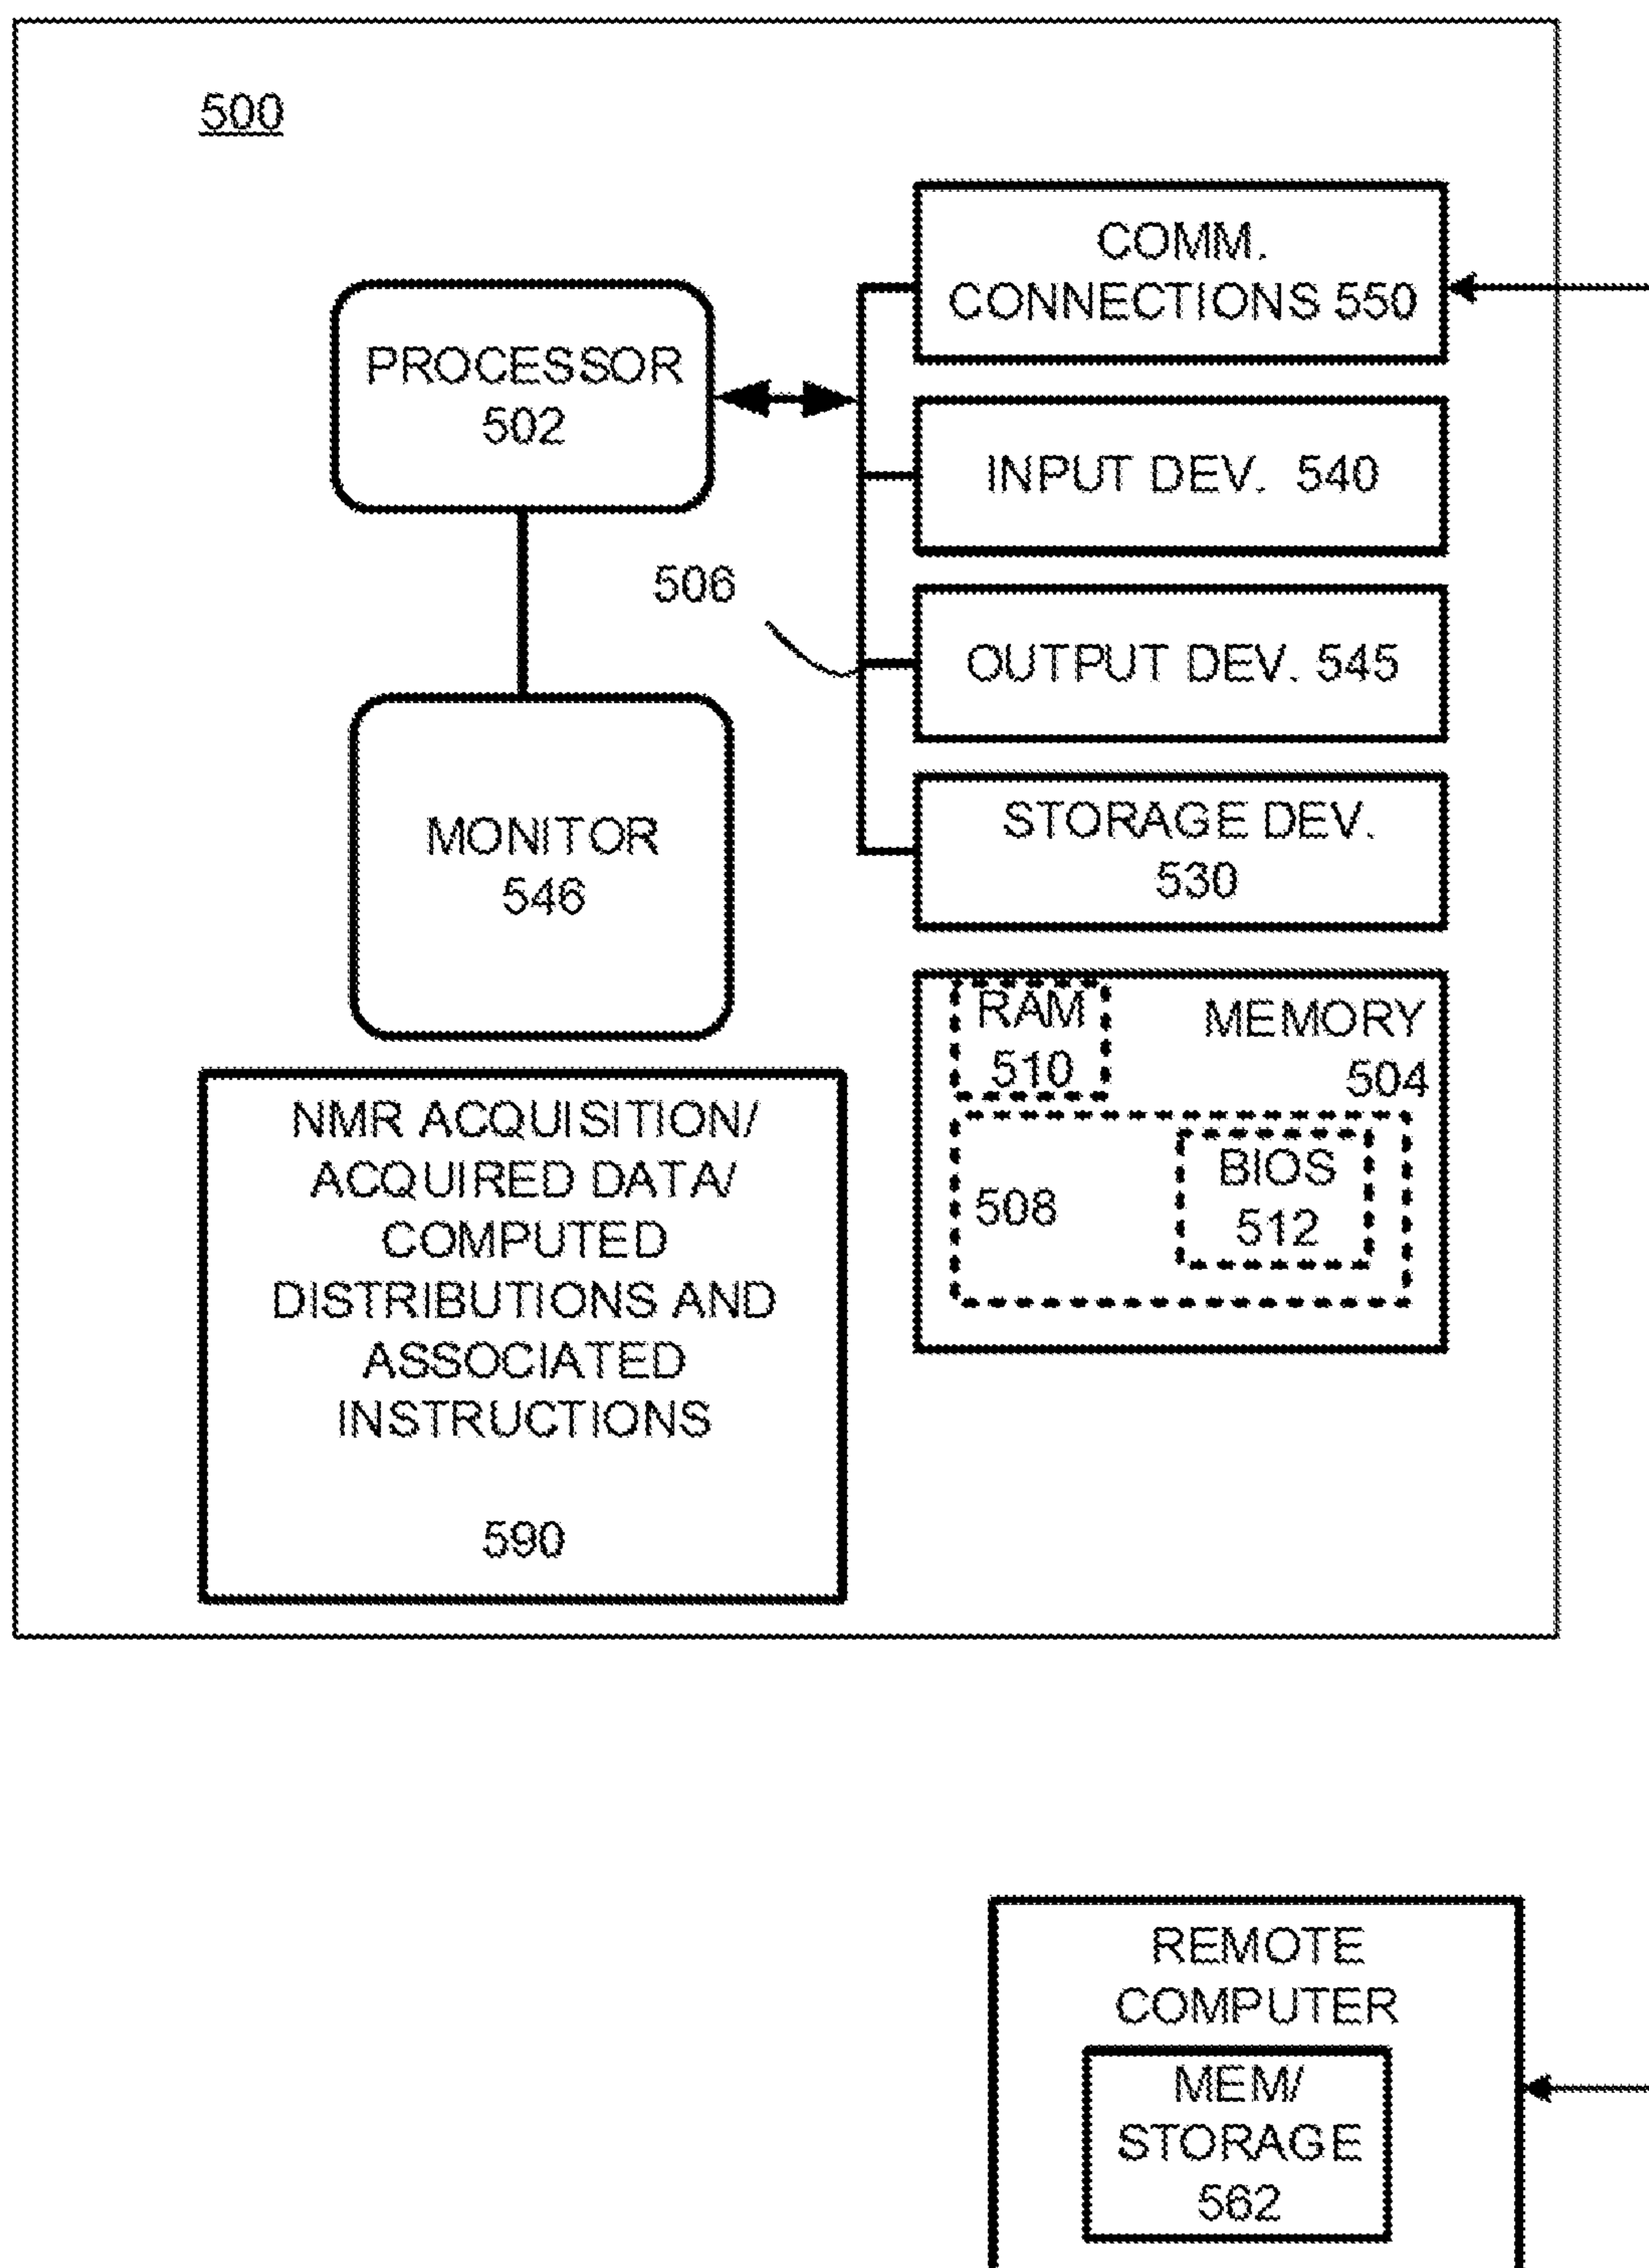 500
COMM.
CONNECTIONS 550
PROCESSOR
502
INPUT DEV. 540
506
OUTPUT DEV. 545
MONITOR
546
STORAGE DEV.
530
RAM
510
MEMORY
504
508
BIOS
512
NMR ACQUISITION/
ACQUIRED DATA/
COMPUTED
DISTRIBUTIONS AND
ASSOCIATED
INSTRUCTIONS
590
REMOTE
COMPUTER
MEM/
STORAGE
562